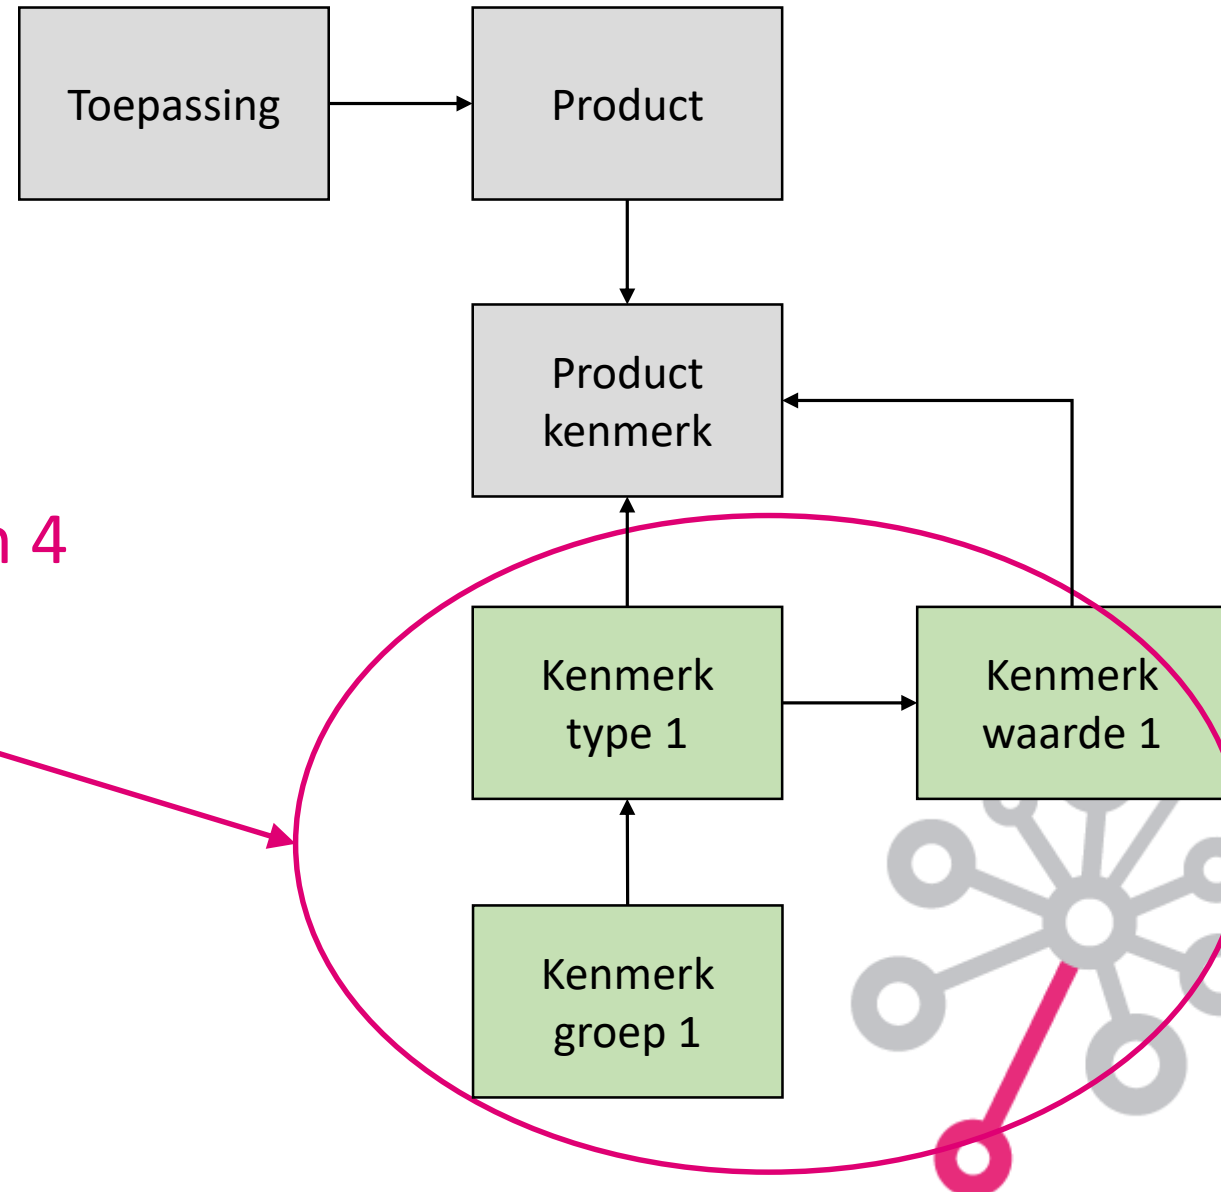 Toepassing
Product
Product
kenmerk
n 4
Kenmerk
type 1
Kenmerk
waarde 1
Kenmerk
groep 1